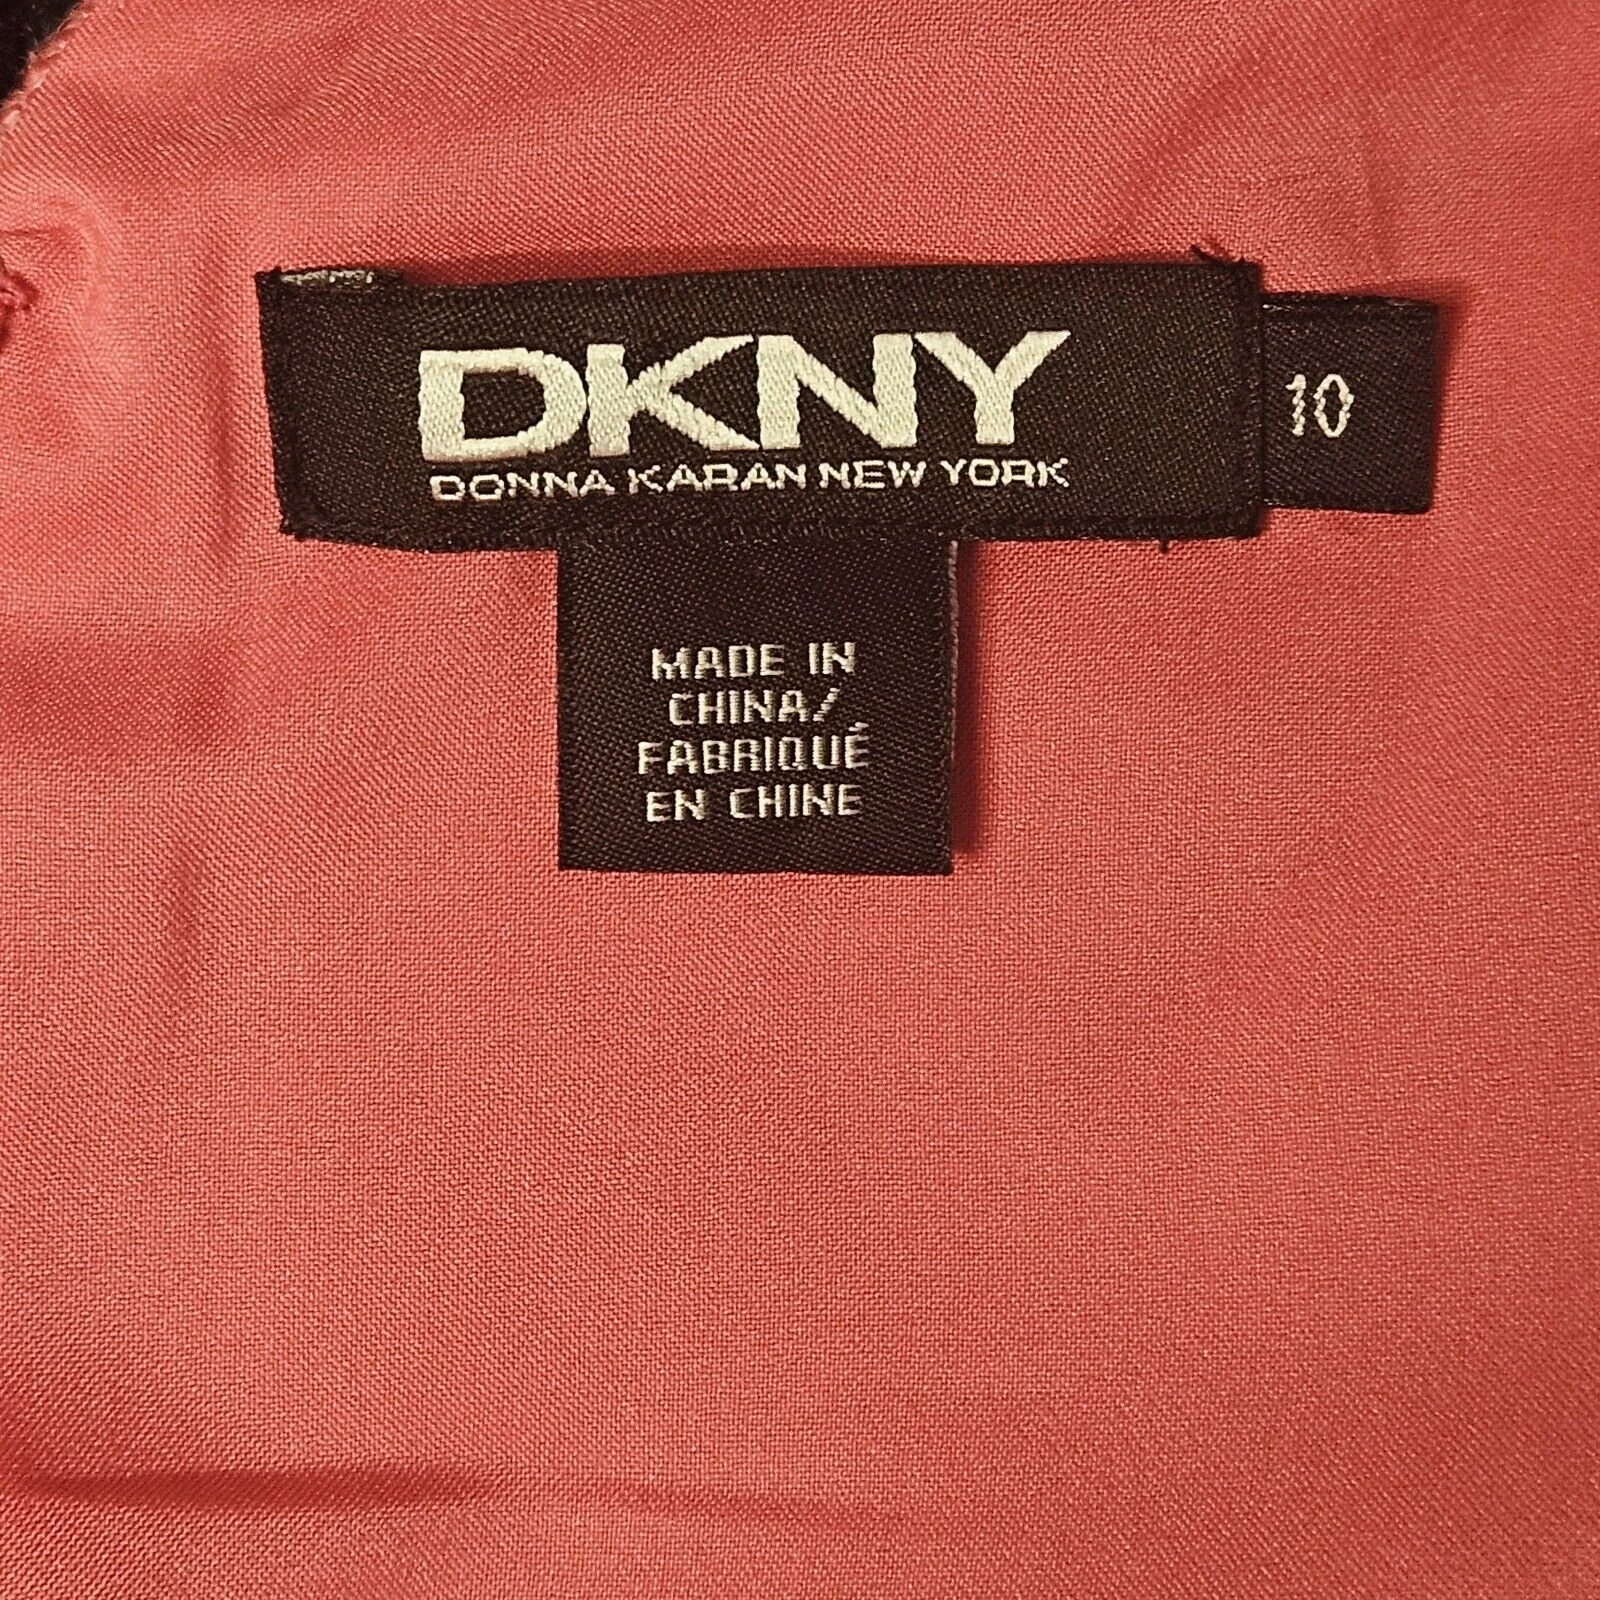 DKNY
DONNA KARAN NEW YORK
10
MADE IN
CHINA/
FABRIQUÉ
EN CHINE